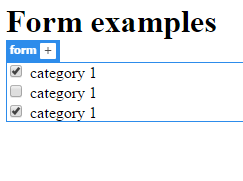 Form examples
form +
category 1
category 1
category 1